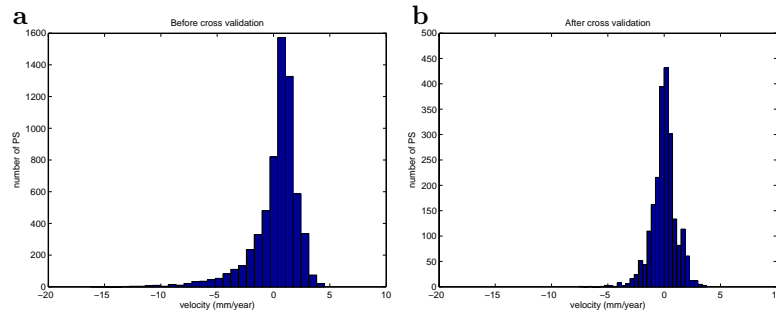 a
Before cross validation
1600
1400
1200
1000
800
600
400
200
0
number of PS
−20 −15 −10 −5 0 5 10
velocity (mm/year)
b
After cross validation
500
450
400
350
300
250
200
150
100
50
0
number of PS
−20 −15 −10 −5 0 5 10
velocity (mm/year)